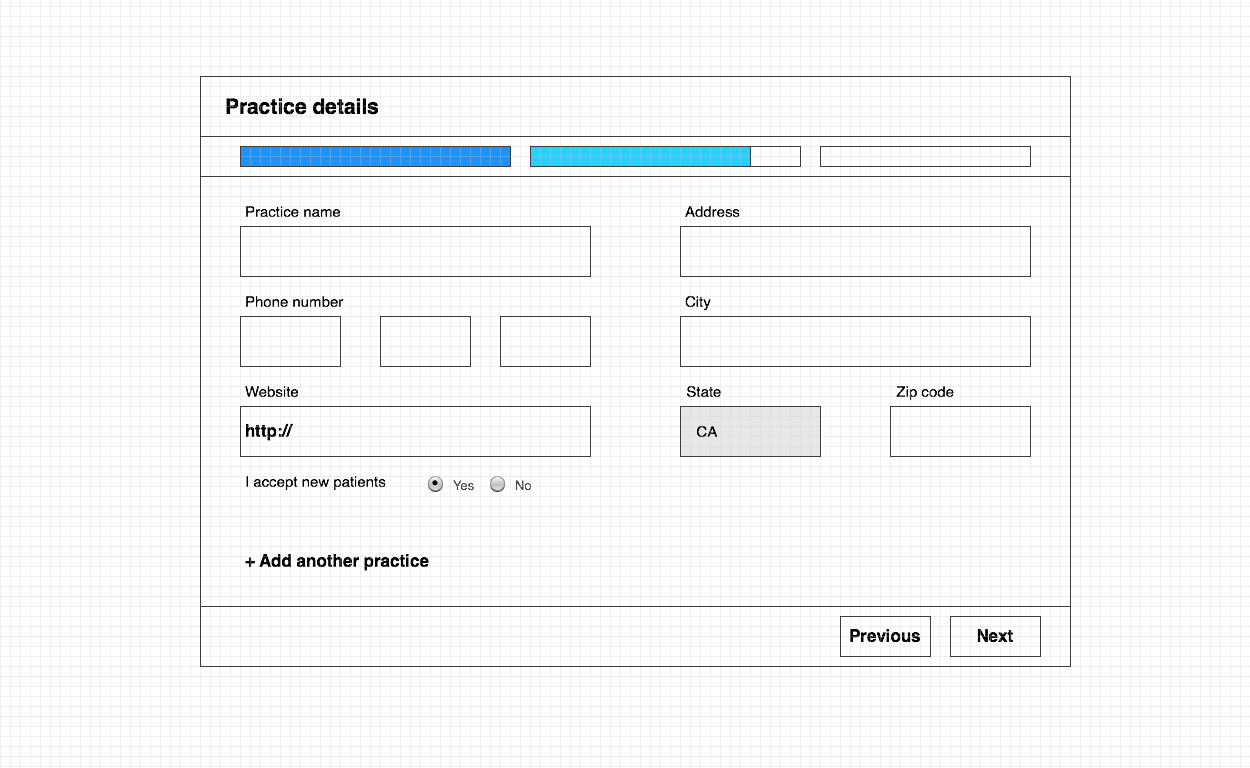 Practice details
Practice name
Address
Phone number
City
Website
State
Zip code
http://
CA
I accept new patients
Yes
No
+ Add another practice
Previous
Next